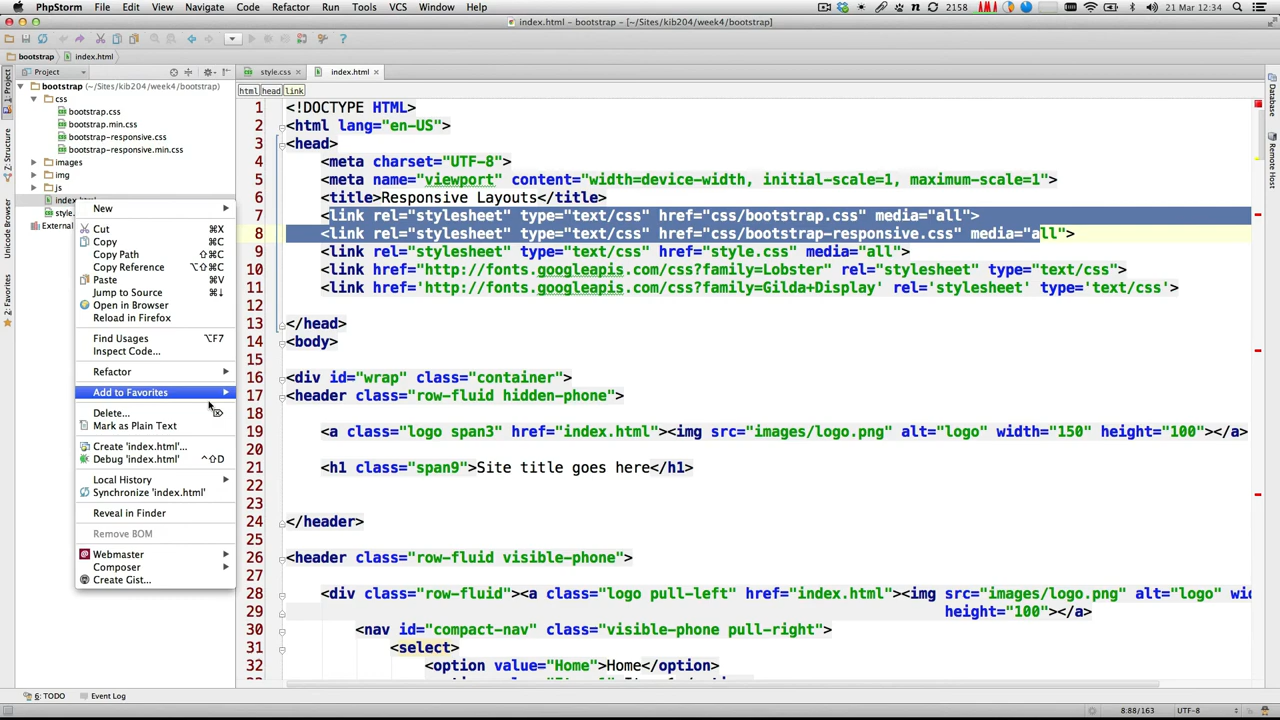 PhpStorm File Edit View Navigate Code Refactor Run Tools VCS Window Help 2158 21 Mar 12:34
index.html - bootstrap - [~/Sites/kib204/week4/bootstrap]
bootstrap index.html
Project style.css index.html
html head link
1: Project
Z: Structure
Unicode Browser
2: Favorites
Database
Remote Host
bootstrap (~/Sites/kib204/week4/bootstrap)
css
bootstrap.css
bootstrap.min.css
bootstrap-responsive.css
bootstrap-responsive.min.css
images
img
js
style.
External
New
Cut ⌘X
Copy ⌘C
Copy Path ⇧⌘C
Copy Reference ⌥⇧⌘C
Paste ⌘V
Jump to Source ⌘↓
Open in Browser
Reload in Firefox
Find Usages ⌥F7
Inspect Code...
Refactor
Add to Favorites
Delete... ⌦
Mark as Plain Text
Create 'index.html'...
Debug 'index.html' ^⇧D
Local History
Synchronize 'index.html'
Reveal in Finder
Remove BOM
Webmaster
Composer
Create Gist...
1 <!DOCTYPE HTML>
2 <html lang="en-US">
3 <head>
4 <meta charset="UTF-8">
5 <meta name="viewport" content="width=device-width, initial-scale=1, maximum-scale=1">
6 <title>Responsive Layouts</title>
7 <link rel="stylesheet" type="text/css" href="css/bootstrap.css" media="all">
8 <link rel="stylesheet" type="text/css" href="css/bootstrap-responsive.css" media="all">
9 <link rel="stylesheet" type="text/css" href="style.css" media="all">
10 <link href="http://fonts.googleapis.com/css?family=Lobster" rel="stylesheet" type="text/css">
11 <link href='http://fonts.googleapis.com/css?family=Gilda+Display' rel='stylesheet' type='text/css'>
12
13 </head>
14 <body>
15
16 <div id="wrap" class="container">
17 <header class="row-fluid hidden-phone">
18
19 <a class="logo span3" href="index.html"><img src="images/logo.png" alt="logo" width="150" height="100"></a>
20
21 <h1 class="span9">Site title goes here</h1>
22
23
24 </header>
25
26 <header class="row-fluid visible-phone">
27
28 <div class="row-fluid"><a class="logo pull-left" href="index.html"><img src="images/logo.png" alt="logo"
29 height="100"></a>
30 <nav id="compact-nav" class="visible-phone pull-right">
31 <select>
32 <option value="Home">Home</option>
6: TODO Event Log 8:88/163 UTF-8